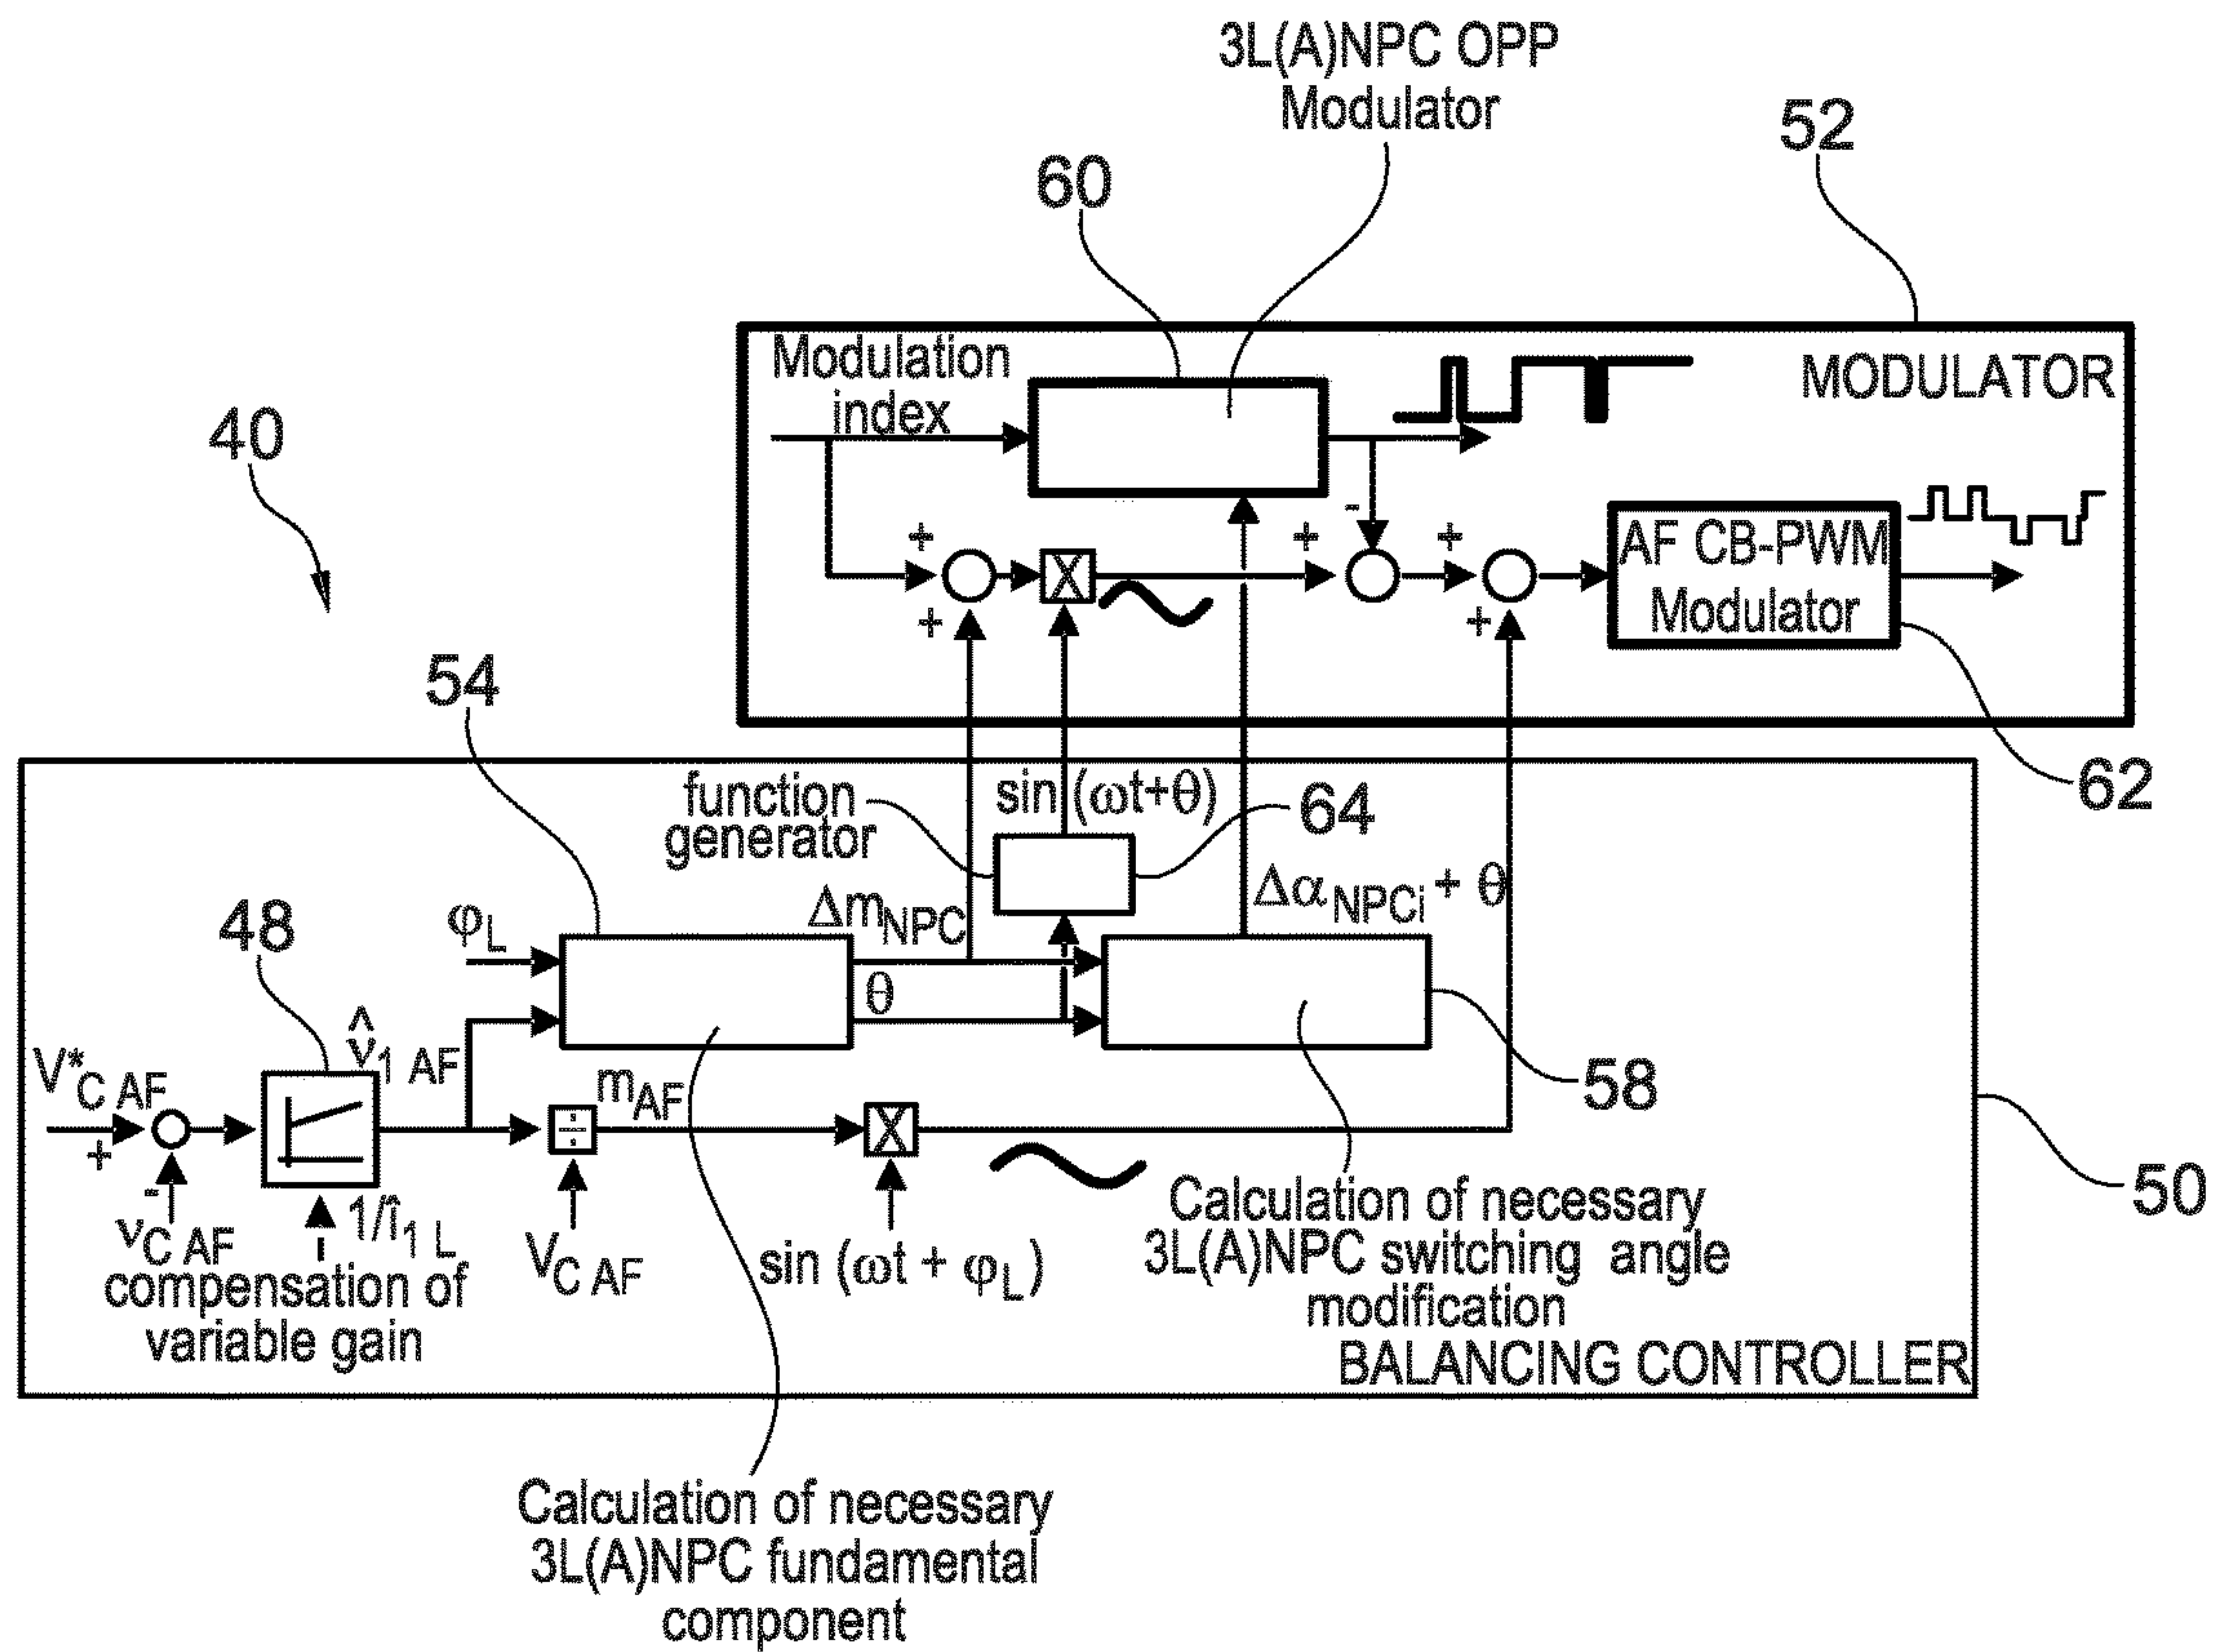 3L(A)NPC OPP
Modulator
52
60
Modulation
index
MODULATOR
40
-
+
+
+
AF CB-PWM
Modulator
X
+
+
54
62
function
generator
sin (ωt+θ)
64
Δα NPCi + θ
Δm NPC
φ L
48
θ
v̂ 1 AF
V* C AF
m AF
58
÷
X
+
-
50
ν C AF
1/î 1 L
V C AF
sin (ωt + φ L)
compensation of
variable gain
Calculation of necessary
3L(A)NPC switching angle
modification
BALANCING CONTROLLER
Calculation of necessary
3L(A)NPC fundamental
component